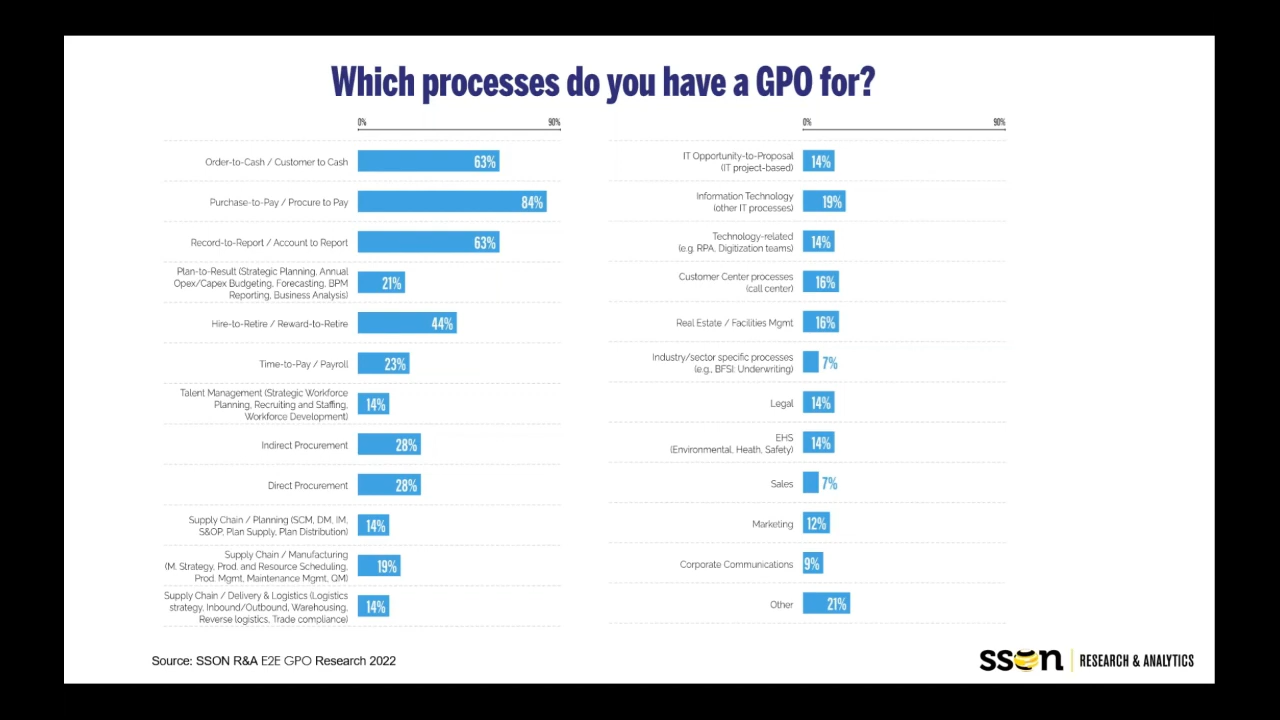 Which processes do you have a GPO for?
0% 90%
Order-to-Cash / Customer to Cash 63%
Purchase-to-Pay / Procure to Pay 84%
Record-to-Report / Account to Report 63%
Plan-to-Result (Strategic Planning, Annual
Opex/Capex Budgeting, Forecasting, BPM
Reporting, Business Analysis)
21%
Hire-to-Retire / Reward-to-Retire 44%
Time-to-Pay / Payroll 23%
Talent Management (Strategic Workforce
Planning, Recruiting and Staffing,
Workforce Development)
14%
Indirect Procurement 28%
Direct Procurement 28%
Supply Chain / Planning (SCM, DM, IM,
S&OP, Plan Supply, Plan Distribution)
14%
Supply Chain / Manufacturing
(M. Strategy, Prod. and Resource Scheduling,
Prod. Mgmt, Maintenance Mgmt, QM)
19%
Supply Chain / Delivery & Logistics (Logistics
strategy, Inbound/Outbound, Warehousing,
Reverse logistics, Trade compliance)
14%
0% 90%
IT Opportunity-to-Proposal
(IT project-based)
14%
Information Technology
(other IT processes)
19%
Technology-related
(e.g. RPA, Digitization teams)
14%
Customer Center processes
(call center)
16%
Real Estate / Facilities Mgmt 16%
Industry/sector specific processes
(e.g., BFSI: Underwriting)
7%
Legal 14%
EHS
(Environmental, Heath, Safety)
14%
Sales 7%
Marketing 12%
Corporate Communications 9%
Other 21%
Source: SSON R&A E2E GPO Research 2022
sson RESEARCH & ANALYTICS